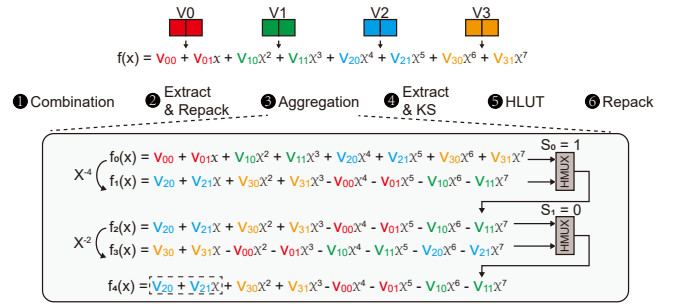 V0 V1 V2 V3
f(x) = V₀₀ + V₀₁x + V₁₀x² + V₁₁x³ + V₂₀x⁴ + V₂₁x⁵ + V₃₀x⁶ + V₃₁x⁷
❶ Combination ❷ Extract & Repack ❸ Aggregation ❹ Extract & KS ❺ HLUT ❻ Repack
S₀ = 1
f₀(x) = V₀₀ + V₀₁x + V₁₀x² + V₁₁x³ + V₂₀x⁴ + V₂₁x⁵ + V₃₀x⁶ + V₃₁x⁷
X⁻⁴
HMUX
f₁(x) = V₂₀ + V₂₁x + V₃₀x² + V₃₁x³ - V₀₀x⁴ - V₀₁x⁵ - V₁₀x⁶ - V₁₁x⁷
S₁ = 0
f₂(x) = V₂₀ + V₂₁x + V₃₀x² + V₃₁x³ - V₀₀x⁴ - V₀₁x⁵ - V₁₀x⁶ - V₁₁x⁷
X⁻²
HMUX
f₃(x) = V₃₀ + V₃₁x - V₀₀x² - V₀₁x³ - V₁₀x⁴ - V₁₁x⁵ - V₂₀x⁶ - V₂₁x⁷
f₄(x) = V₂₀ + V₂₁x + V₃₀x² + V₃₁x³ - V₀₀x⁴ - V₀₁x⁵ - V₁₀x⁶ - V₁₁x⁷